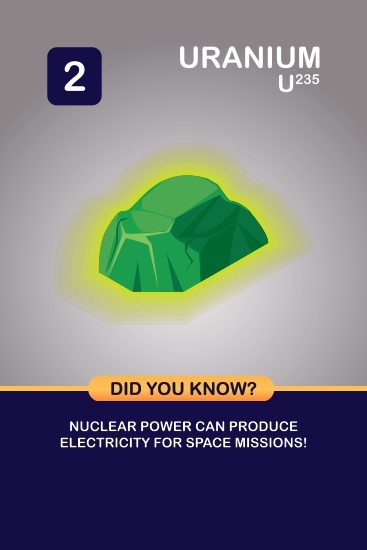 2
URANIUM
U²³⁵
DID YOU KNOW?
NUCLEAR POWER CAN PRODUCE
ELECTRICITY FOR SPACE MISSIONS!